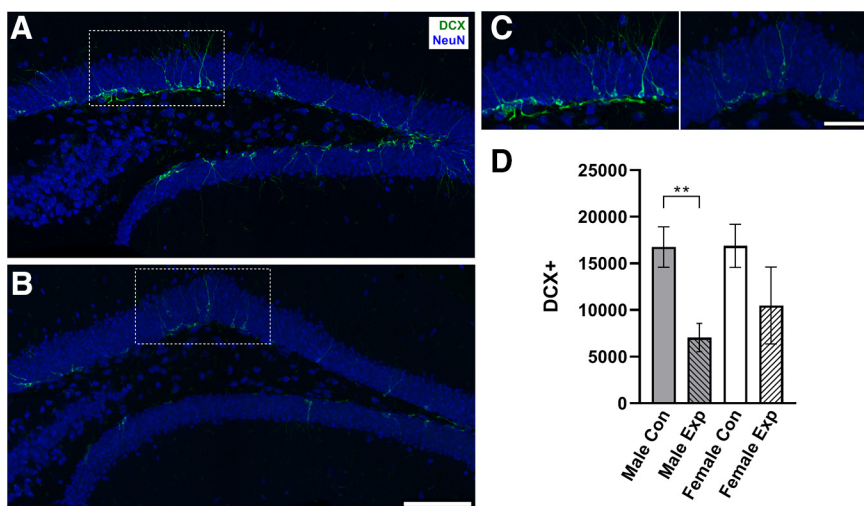 A
DCX
NeuN
B
C
D
25000
20000
15000
10000
5000
0
DCX+
**
Male Con
Male Exp
Female Con
Female Exp